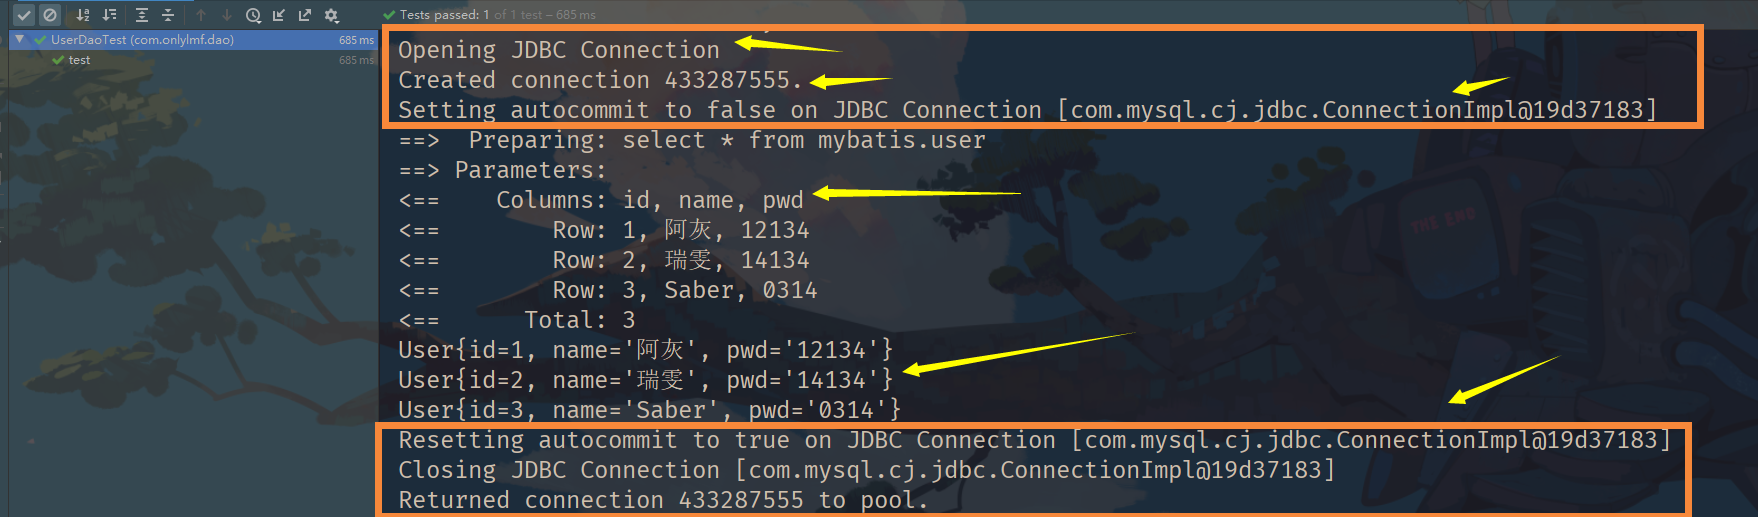 Tests passed: 1 of 1 test – 685 ms
UserDaoTest (com.onlylmf.dao) 685 ms
test 685 ms
Opening JDBC Connection
Created connection 433287555.
Setting autocommit to false on JDBC Connection [com.mysql.cj.jdbc.ConnectionImpl@19d37183]
==>  Preparing: select * from mybatis.user
==> Parameters:
<==    Columns: id, name, pwd
<==        Row: 1, 阿灰, 12134
<==        Row: 2, 瑞雯, 14134
<==        Row: 3, Saber, 0314
<==      Total: 3
User{id=1, name='阿灰', pwd='12134'}
User{id=2, name='瑞雯', pwd='14134'}
User{id=3, name='Saber', pwd='0314'}
Resetting autocommit to true on JDBC Connection [com.mysql.cj.jdbc.ConnectionImpl@19d37183]
Closing JDBC Connection [com.mysql.cj.jdbc.ConnectionImpl@19d37183]
Returned connection 433287555 to pool.
THE END